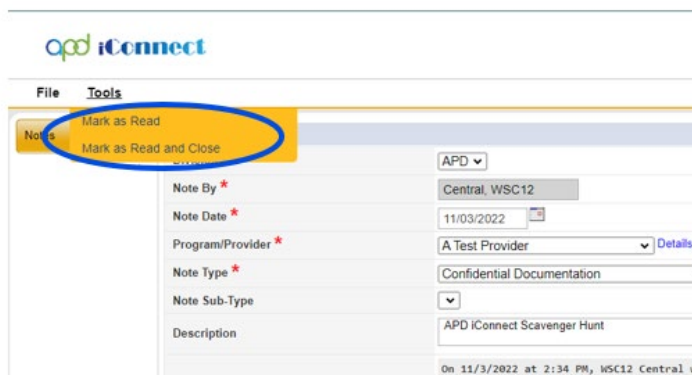 apd iConnect
File Tools
Mark as Read
Mark as Read and Close
Notes
APD
Note By * Central, WSC12
Note Date * 11/03/2022
Program/Provider * A Test Provider Details
Note Type * Confidential Documentation
Note Sub-Type
Description APD iConnect Scavenger Hunt
On 11/3/2022 at 2:34 PM, WSC12 Central